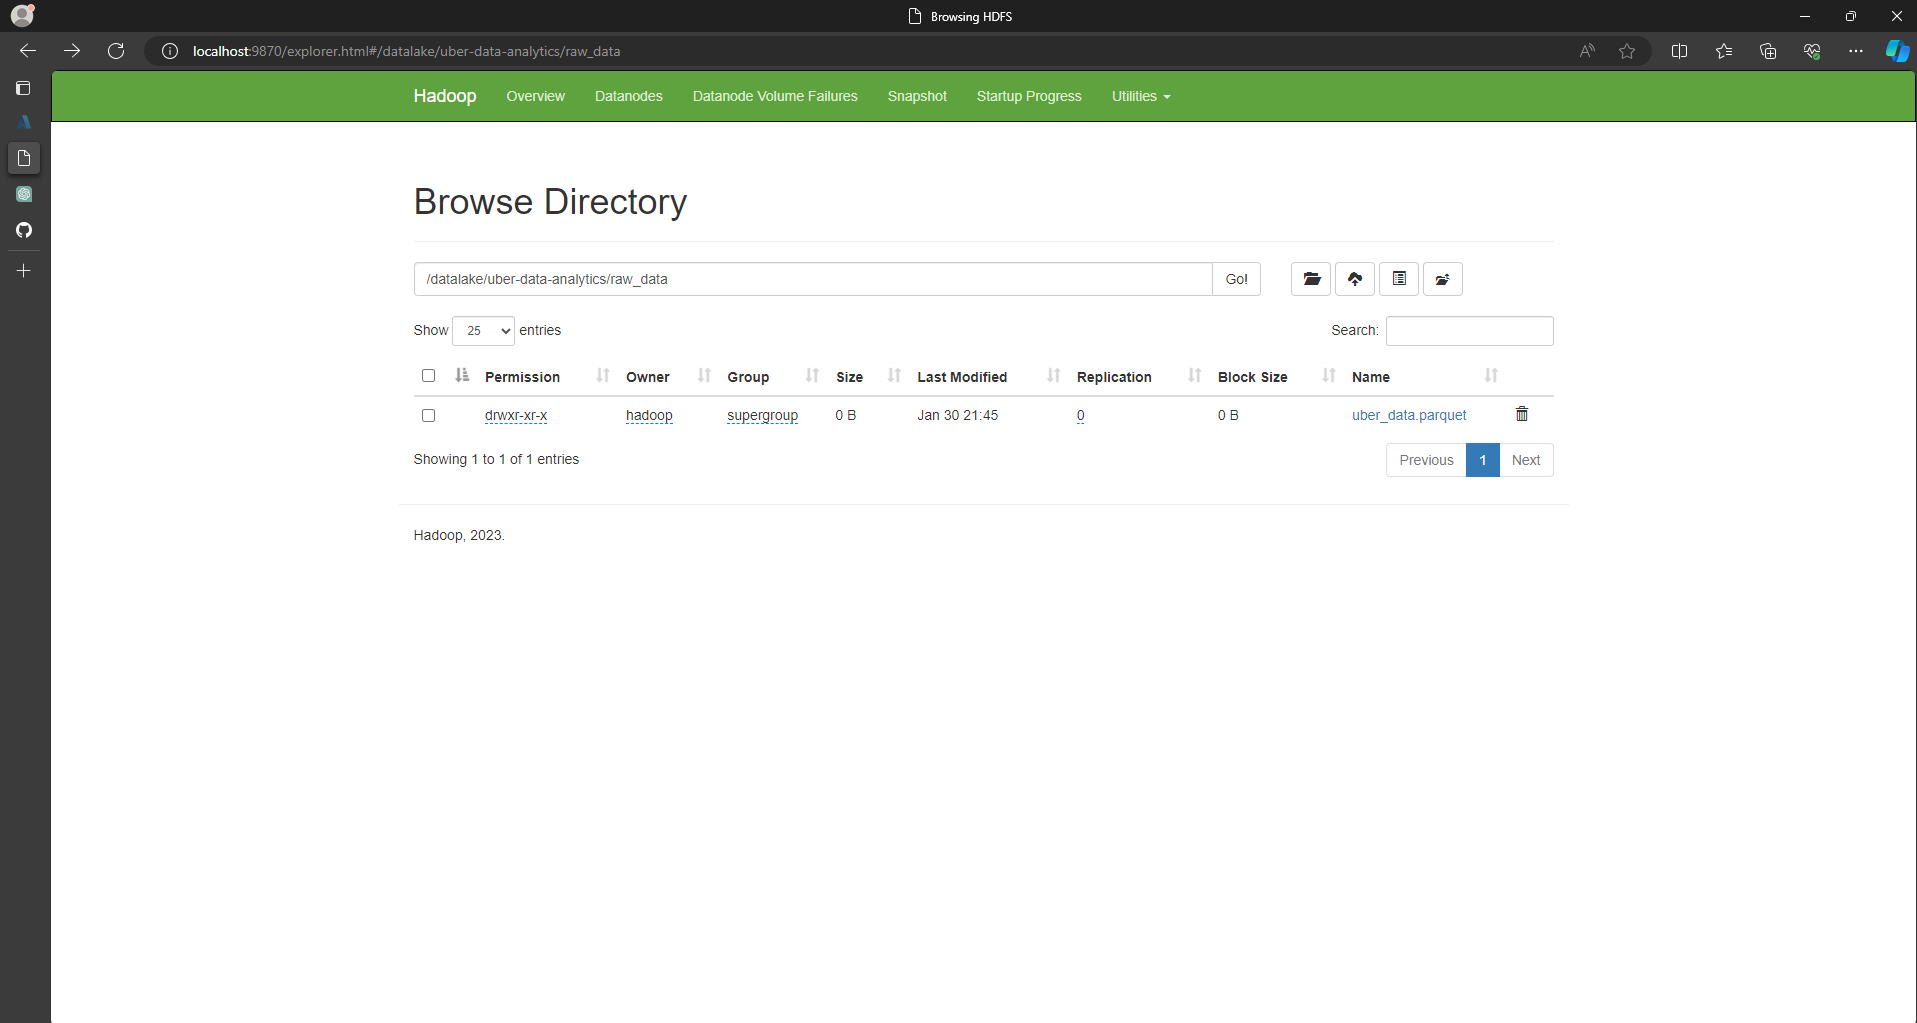 Browsing HDFS
localhost:9870/explorer.html#/datalake/uber-data-analytics/raw_data
Hadoop Overview Datanodes Datanode Volume Failures Snapshot Startup Progress Utilities
Browse Directory
/datalake/uber-data-analytics/raw_data Go!
Show 25 entries Search:
Permission Owner Group Size Last Modified Replication Block Size Name
drwxr-xr-x hadoop supergroup 0 B Jan 30 21:45 0 0 B uber_data.parquet
Showing 1 to 1 of 1 entries Previous 1 Next
Hadoop, 2023.